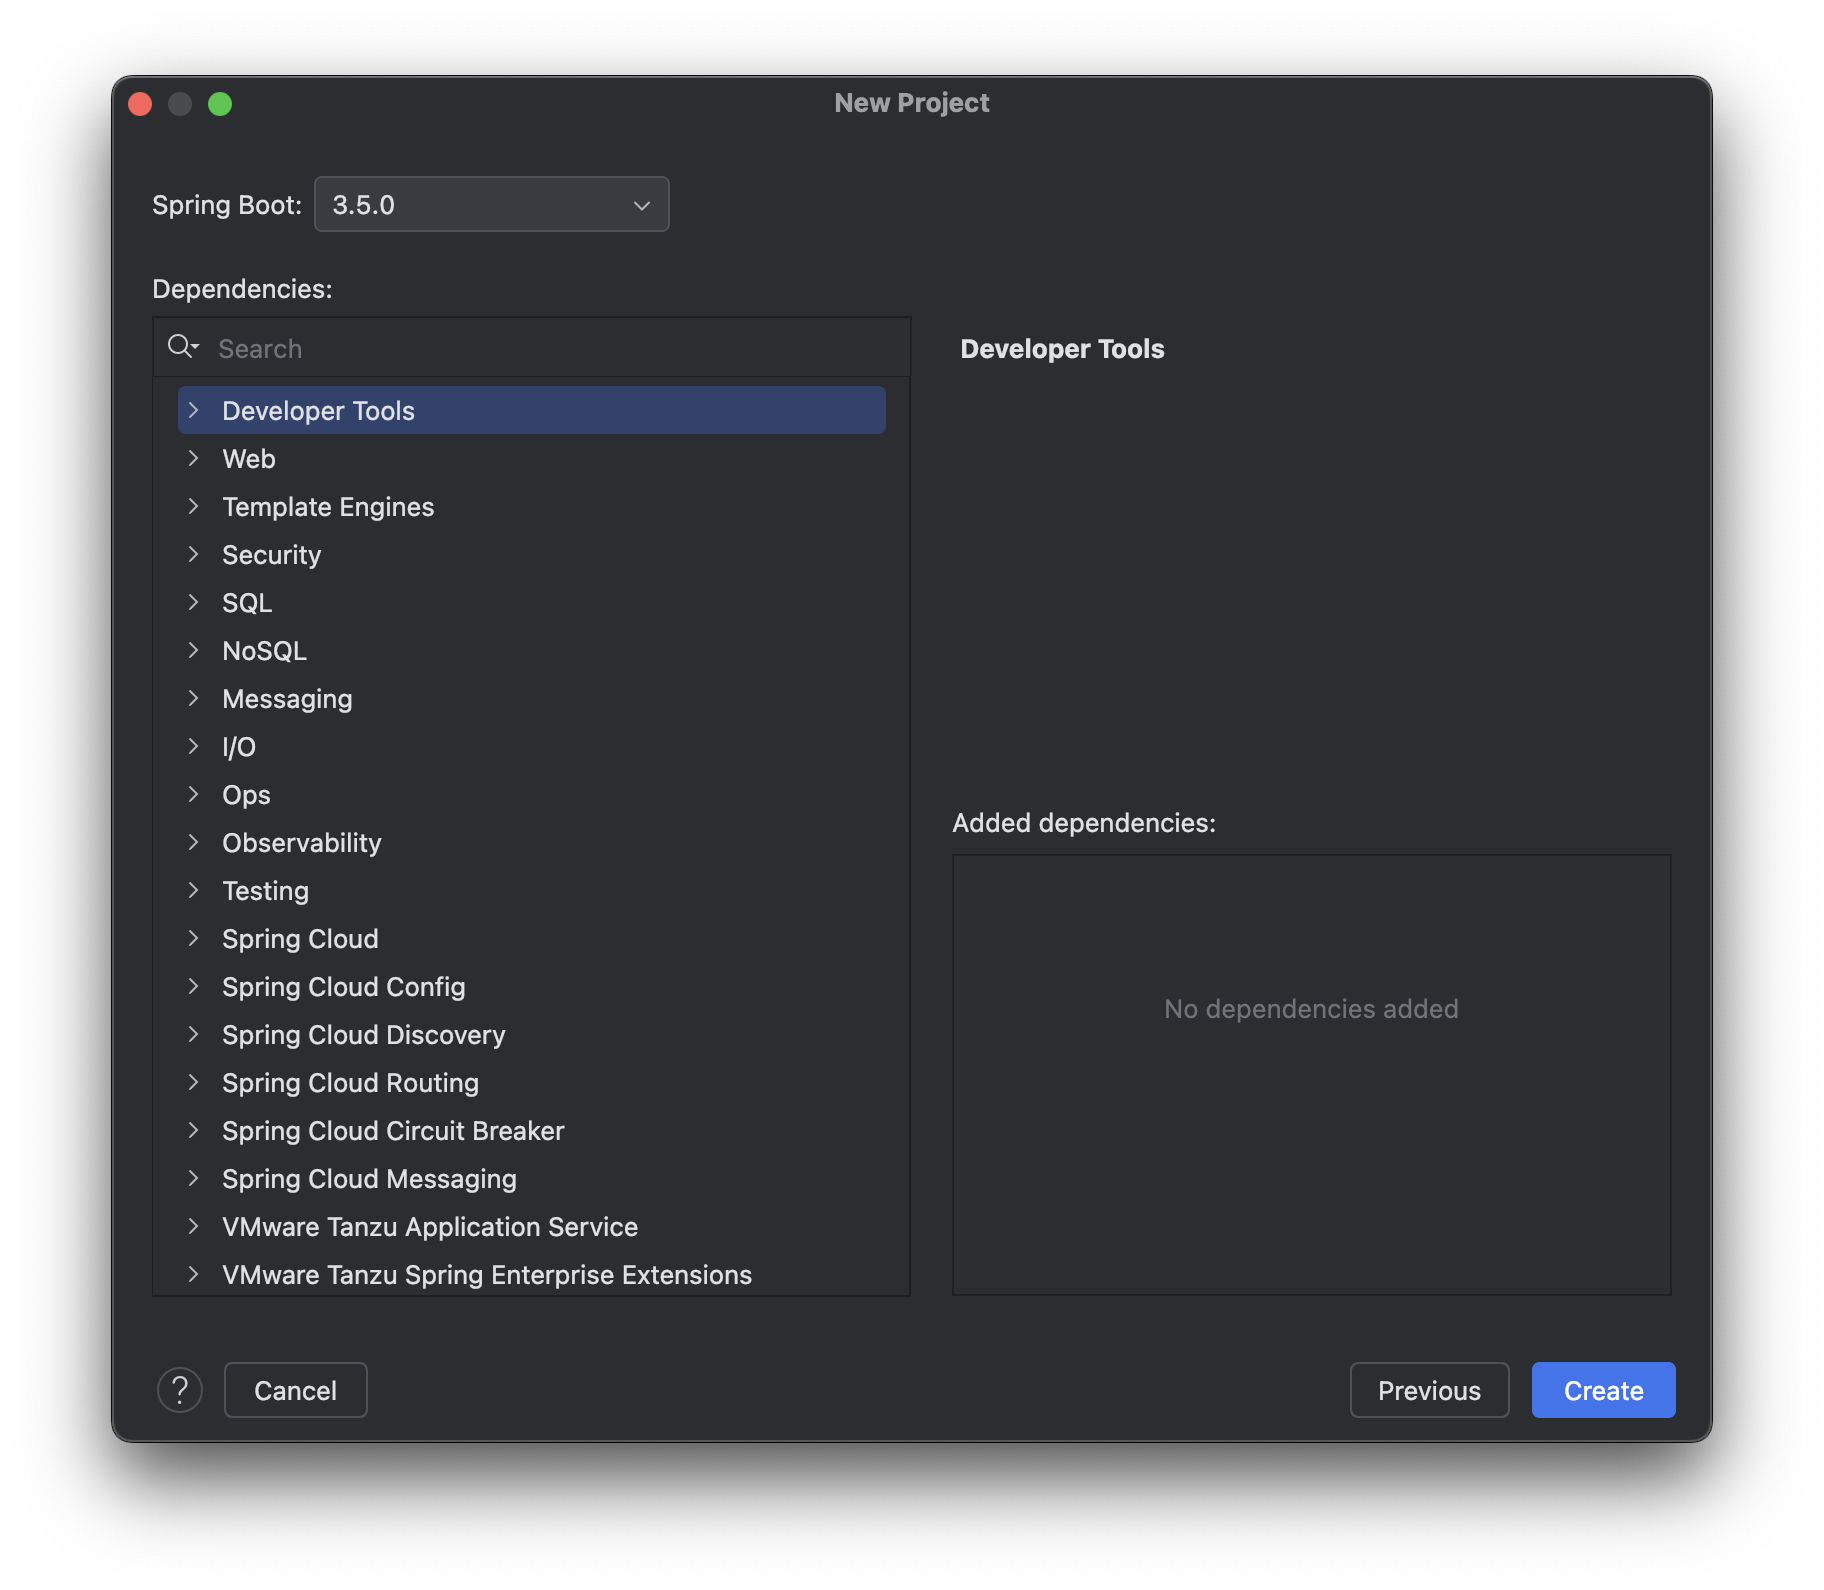 New Project
Spring Boot: 3.5.0
Dependencies:
Search
Developer Tools
Web
Template Engines
Security
SQL
NoSQL
Messaging
I/O
Ops
Observability
Testing
Spring Cloud
Spring Cloud Config
Spring Cloud Discovery
Spring Cloud Routing
Spring Cloud Circuit Breaker
Spring Cloud Messaging
VMware Tanzu Application Service
VMware Tanzu Spring Enterprise Extensions
Developer Tools
Added dependencies:
No dependencies added
? Cancel Previous Create